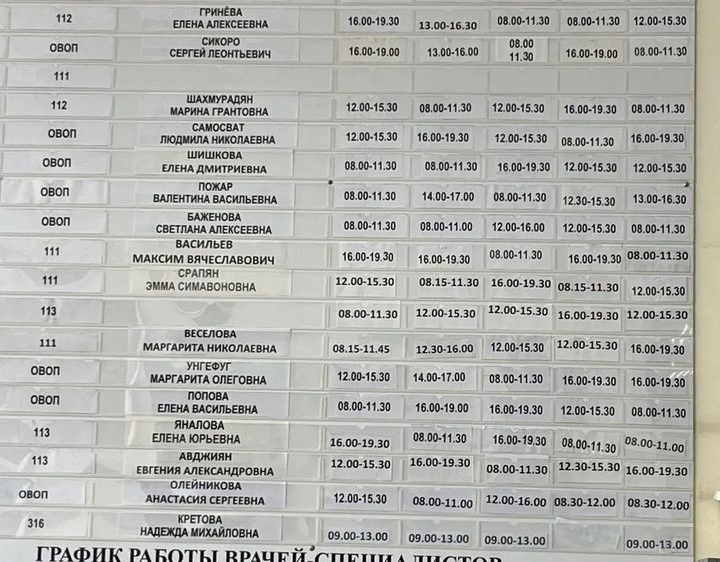 112 ГРИНЁВА ЕЛЕНА АЛЕКСЕЕВНА 16.00-19.30 13.00-16.30 08.00-11.30 08.00-11.30 12.00-15.30
ОВОП СИКОРО СЕРГЕЙ ЛЕОНТЬЕВИЧ 16.00-19.00 13.00-16.00 08.00 11.30 16.00-19.00 08.00-11.30
111
112 ШАХМУРАДЯН МАРИНА ГРАНТОВНА 12.00-15.30 08.00-11.30 12.00-15.30 16.00-19.30 08.00-11.30
ОВОП САМОСВАТ ЛЮДМИЛА НИКОЛАЕВНА 12.00-15.30 16.00-19.30 12.00-15.30 08.00-11.30 16.00-19.30
ОВОП ШИШКОВА ЕЛЕНА ДМИТРИЕВНА 08.00-11.30 08.00-11.30 16.00-19.30 12.00-15.30 12.00-15.30
ОВОП ПОЖАР ВАЛЕНТИНА ВАСИЛЬЕВНА 08.00-11.30 14.00-17.00 08.00-11.30 12.30-15.30 13.00-16.30
ОВОП БАЖЕНОВА СВЕТЛАНА АЛЕКСЕЕВНА 08.00-11.30 08.00-11.00 12.00-16.00 12.00-15.30 08.00-11.30
111 ВАСИЛЬЕВ МАКСИМ ВЯЧЕСЛАВОВИЧ 16.00-19.30 16.00-19.30 08.00-11.30 16.00-19.30 08.00-11.30
111 СРАПЯН ЭММА СИМАВОНОВНА 12.00-15.30 08.15-11.30 16.00-19.30 08.15-11.30 12.00-15.30
113 08.00-11.30 12.00-15.30 12.00-15.30 16.00-19.30 12.00-15.30
111 ВЕСЕЛОВА МАРГАРИТА НИКОЛАЕВНА 08.15-11.45 12.30-16.00 12.00-15.30 12.00-15.30 16.00-19.30
ОВОП УНГЕФУГ МАРГАРИТА ОЛЕГОВНА 12.00-15.30 14.00-17.00 08.00-11.30 16.00-19.30 16.00-19.30
ОВОП ПОПОВА ЕЛЕНА ВАСИЛЬЕВНА 08.00-11.30 16.00-19.00 16.00-19.30 12.00-15.30 08.00-11.30
113 ЯНАЛОВА ЕЛЕНА ЮРЬЕВНА 16.00-19.30 08.00-11.30 16.00-19.30 08.00-11.30 08.00-11.00
113 АВДЖИЯН ЕВГЕНИЯ АЛЕКСАНДРОВНА 12.00-15.30 16.00-19.30 08.00-11.30 12.30-15.30 16.00-19.30
ОВОП ОЛЕЙНИКОВА АНАСТАСИЯ СЕРГЕЕВНА 12.00-15.30 08.00-11.00 12.00-16.00 08.30-12.00 08.30-12.00
316 КРЕТОВА НАДЕЖДА МИХАЙЛОВНА 09.00-13.00 09.00-13.00 09.00-13.00 09.00-13.00
ГРАФИК РАБОТЫ ВРАЧЕЙ-СПЕЦИАЛИСТОВ